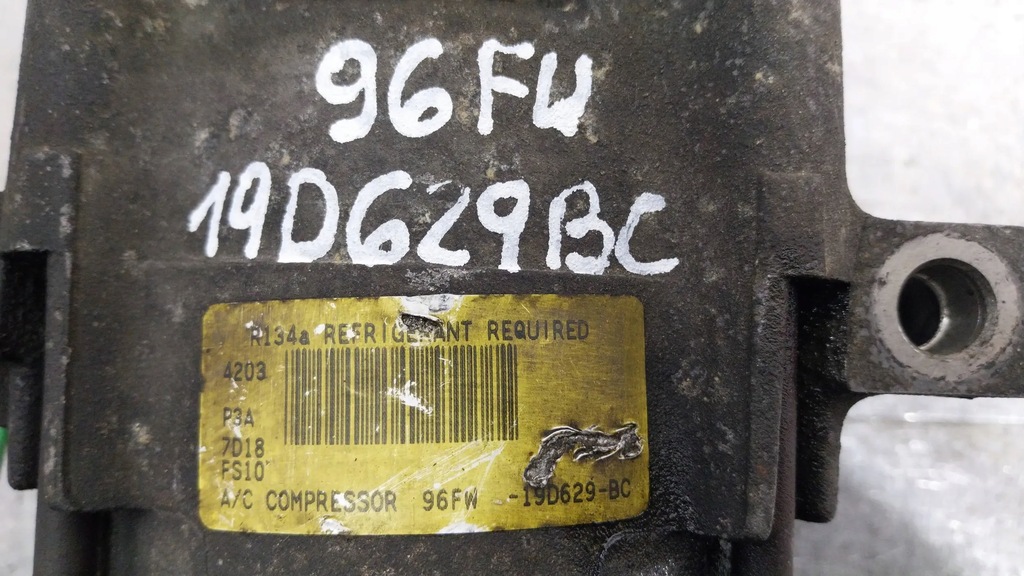 96FW
19D629BC
R134a REFRIGERANT REQUIRED
4203
P3A
7D18
FS10
A/C COMPRESSOR 96FW -19D629-BC